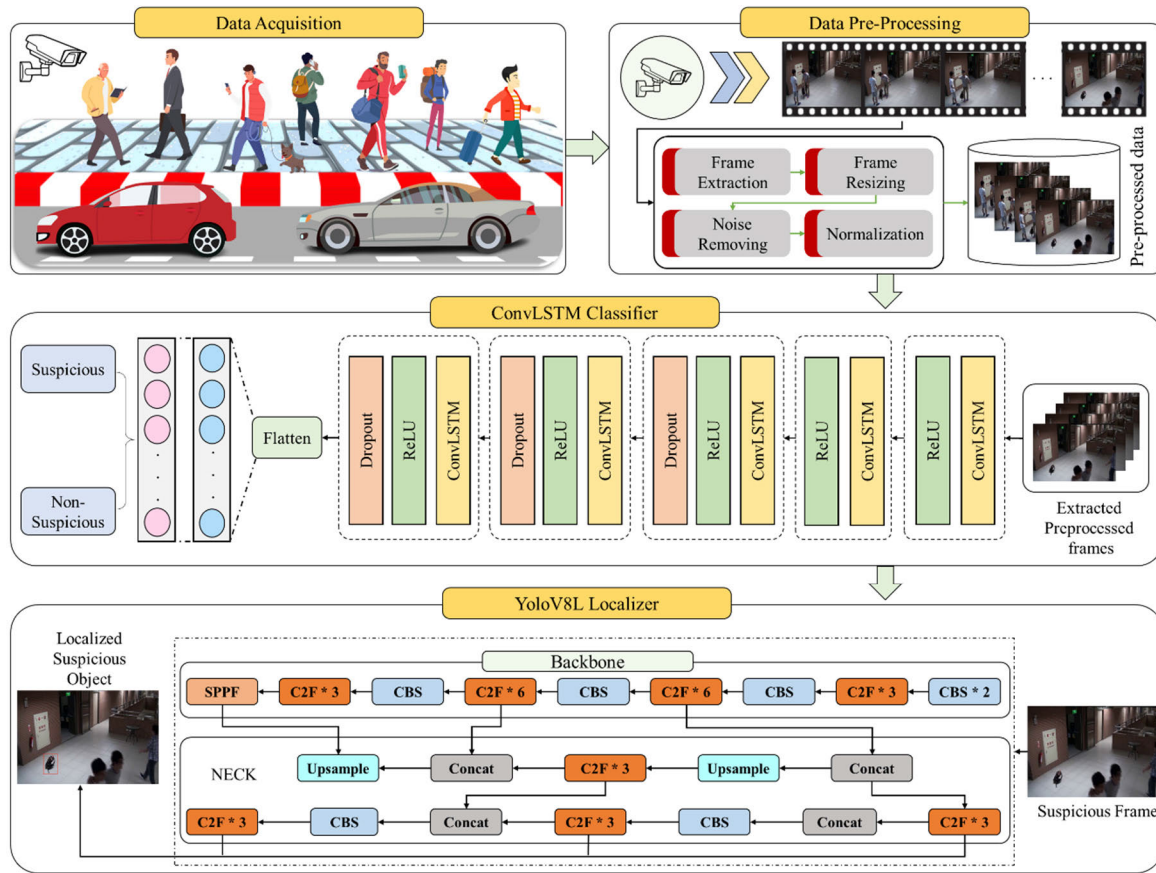 Data Acquisition
Data Pre-Processing
. . .
Frame
Extraction
Frame
Resizing
Noise
Removing
Normalization
Pre-processed data
ConvLSTM Classifier
Suspicious
Non-
Suspicious
Flatten
Dropout
ReLU
ConvLSTM
Dropout
ReLU
ConvLSTM
Dropout
ReLU
ConvLSTM
ReLU
ConvLSTM
ReLU
ConvLSTM
Extracted
Preprocessed
frames
YoloV8L Localizer
Localized
Suspicious
Object
Backbone
SPPF
C2F * 3
CBS
C2F * 6
CBS
C2F * 6
CBS
C2F * 3
CBS * 2
NECK
Upsample
Concat
C2F * 3
Upsample
Concat
C2F * 3
CBS
Concat
C2F * 3
CBS
Concat
C2F * 3
Suspicious Frame